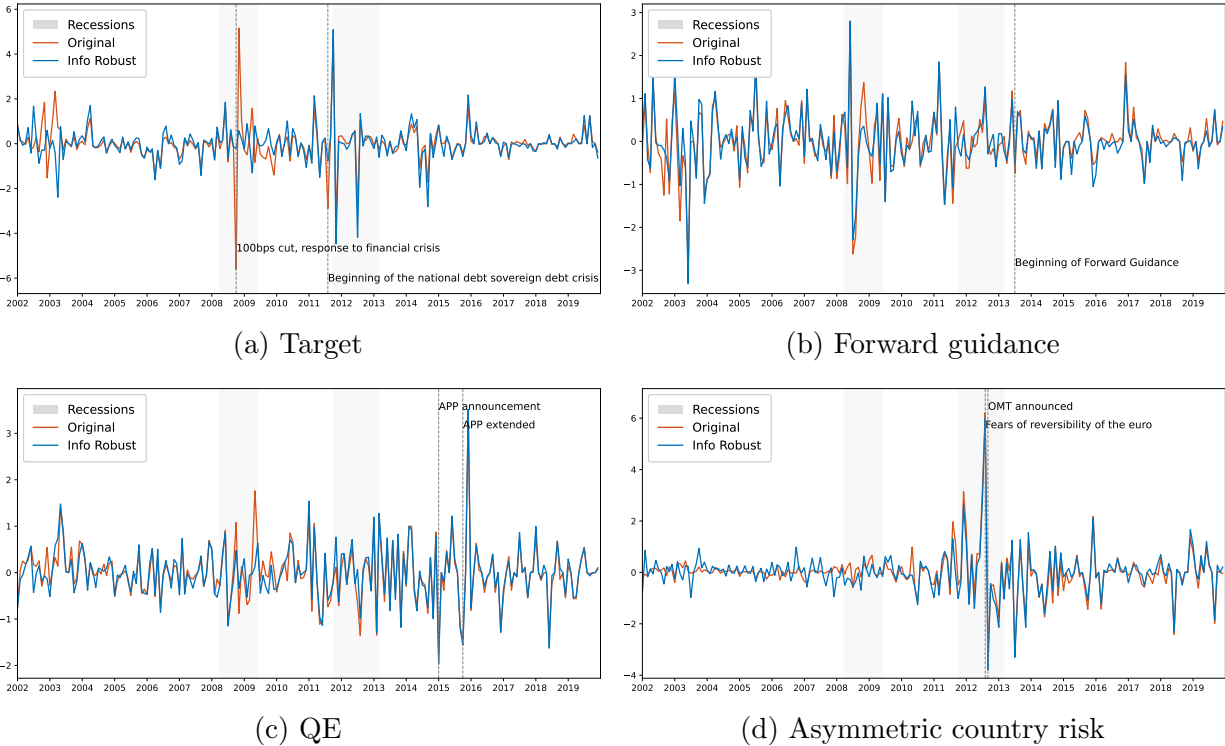 Recessions
Original
Info Robust
6
4
2
0
−2
−4
−6
100bps cut, response to financial crisis
Beginning of the national debt sovereign debt crisis
2002 2003 2004 2005 2006 2007 2008 2009 2010 2011 2012 2013 2014 2015 2016 2017 2018 2019
(a) Target
Recessions
Original
Info Robust
3
2
1
0
−1
−2
−3
Beginning of Forward Guidance
2002 2003 2004 2005 2006 2007 2008 2009 2010 2011 2012 2013 2014 2015 2016 2017 2018 2019
(b) Forward guidance
Recessions
Original
Info Robust
APP announcement
APP extended
3
2
1
0
−1
−2
2002 2003 2004 2005 2006 2007 2008 2009 2010 2011 2012 2013 2014 2015 2016 2017 2018 2019
(c) QE
Recessions
Original
Info Robust
OMT announced
Fears of reversibility of the euro
6
4
2
0
−2
−4
2002 2003 2004 2005 2006 2007 2008 2009 2010 2011 2012 2013 2014 2015 2016 2017 2018 2019
(d) Asymmetric country risk